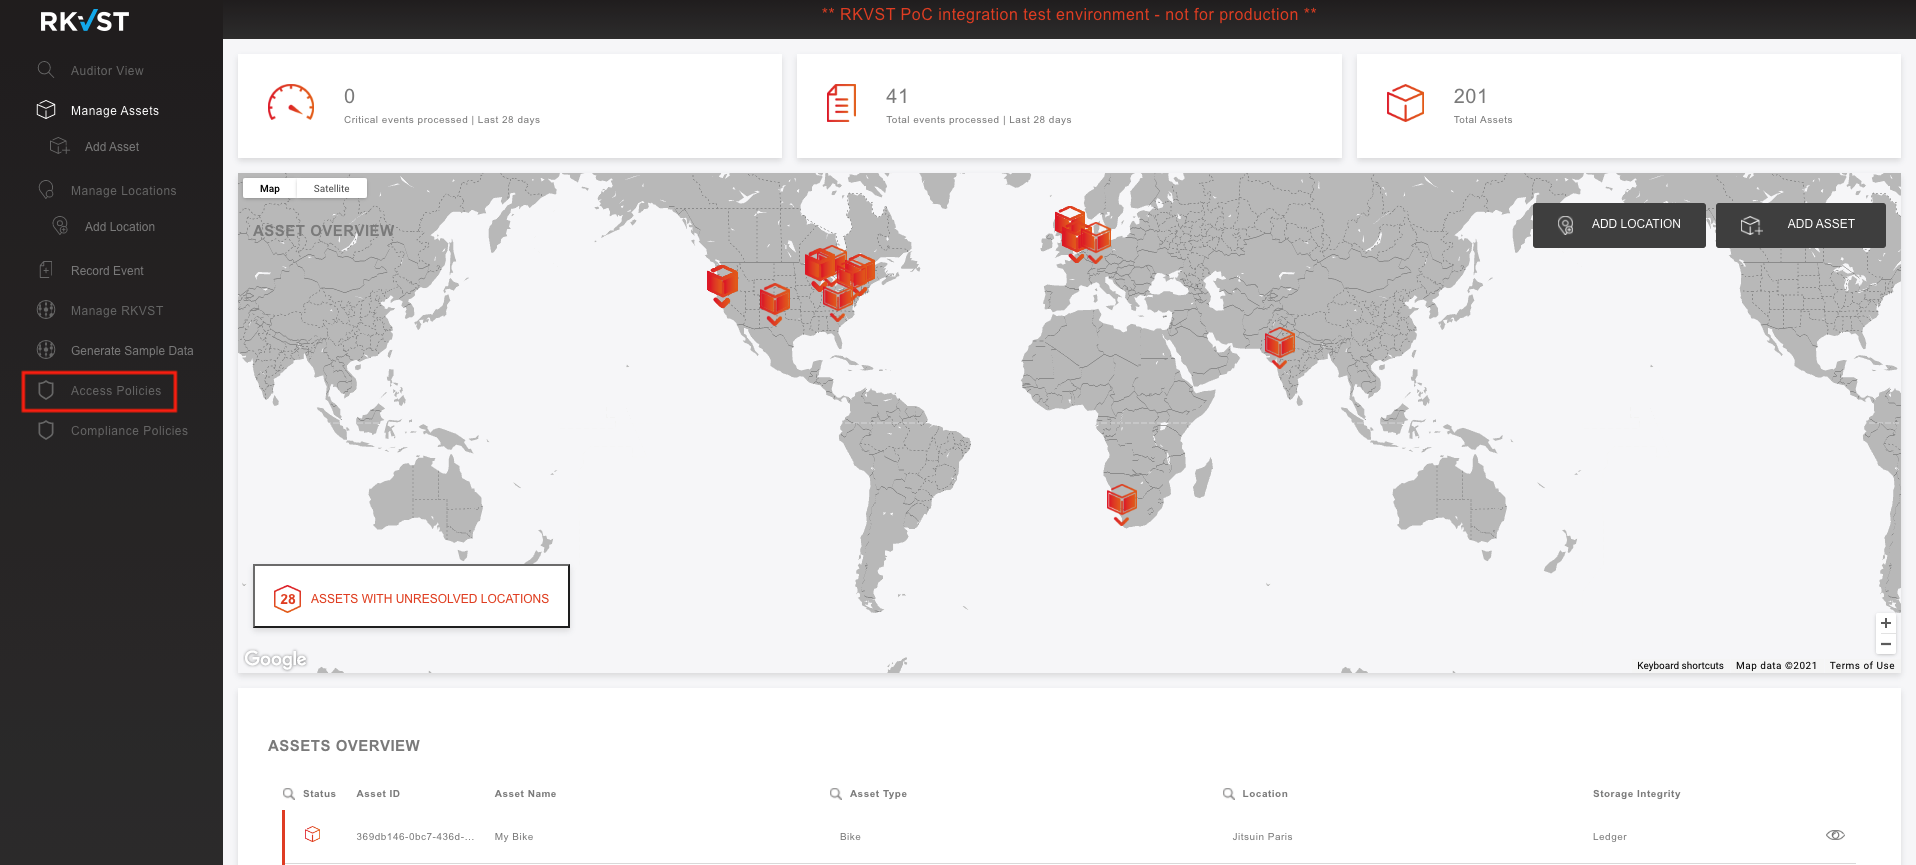 RKVST
** RKVST PoC integration test environment - not for production **
Auditor View
Manage Assets
Add Asset
Manage Locations
Add Location
Record Event
Manage RKVST
Generate Sample Data
Access Policies
Compliance Policies
0
Critical events processed | Last 28 days
41
Total events processed | Last 28 days
201
Total Assets
Map
Satellite
ASSET OVERVIEW
ADD LOCATION
ADD ASSET
28
ASSETS WITH UNRESOLVED LOCATIONS
+
−
Google
Keyboard shortcuts
Map data ©2021
Terms of Use
ASSETS OVERVIEW
Status
Asset ID
Asset Name
Asset Type
Location
Storage Integrity
369db146-0bc7-436d-...
My Bike
Bike
Jitsuin Paris
Ledger